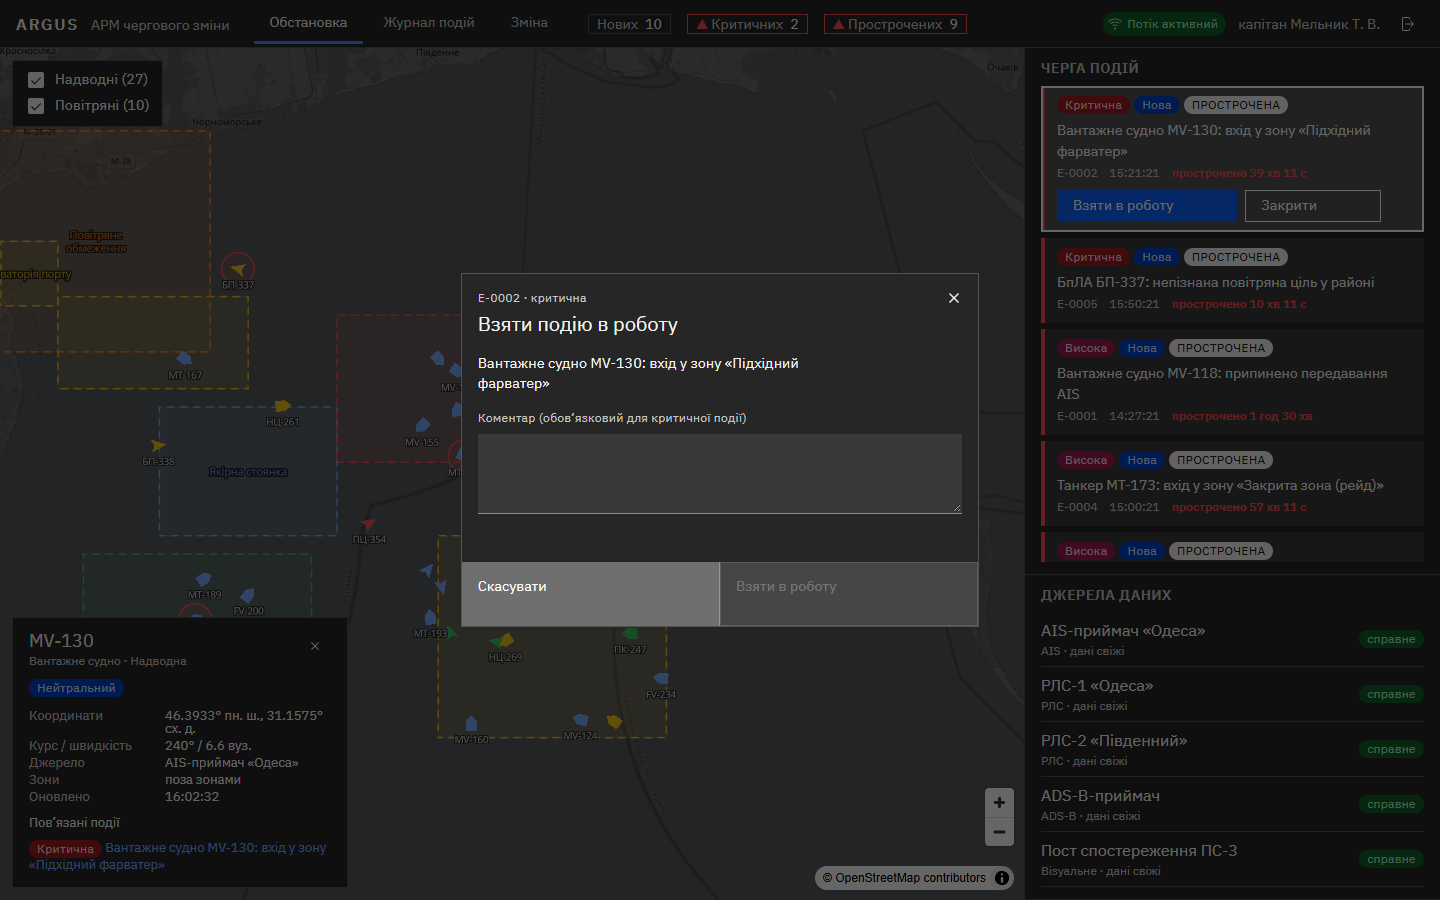 ARGUS АРМ чергового зміни Обстановка Журнал подій Зміна Нових 10 Критичних 2 Прострочених 9 Потік активний капітан Мельник Т. В.
Надводні (27)
Повітряні (10)
Південне
Очаків
Красносілка
Чорноморське
М-28
Повітряне
обмеження
ваторія порту
БП-337
МТ-167
НЦ-261
БП-338
Якірна стоянка
MV-155
ПЦ-354
МТ-189
FV-200
МТ-193
НЦ-269
ПК-247
FV-234
MV-160
MV-124
E-0002 · критична
Взяти подію в роботу
Вантажне судно MV-130: вхід у зону «Підхідний
фарватер»
Коментар (обов’язковий для критичної події)
Скасувати
Взяти в роботу
MV-130
Вантажне судно · Надводна
Нейтральний
Координати 46.3933° пн. ш., 31.1575°
сх. д.
Курс / швидкість 240° / 6.6 вуз.
Джерело AIS-приймач «Одеса»
Зони поза зонами
Оновлено 16:02:32
Пов’язані події
Критична Вантажне судно MV-130: вхід у зону
«Підхідний фарватер»
© OpenStreetMap contributors
ЧЕРГА ПОДІЙ
Критична Нова ПРОСТРОЧЕНА
Вантажне судно MV-130: вхід у зону «Підхідний
фарватер»
E-0002 15:21:21 прострочено 39 хв 11 с
Взяти в роботу Закрити
Критична Нова ПРОСТРОЧЕНА
БпЛА БП-337: непізнана повітряна ціль у районі
E-0005 15:50:21 прострочено 10 хв 11 с
Висока Нова ПРОСТРОЧЕНА
Вантажне судно MV-118: припинено передавання
AIS
E-0001 14:27:21 прострочено 1 год 30 хв
Висока Нова ПРОСТРОЧЕНА
Танкер МТ-173: вхід у зону «Закрита зона (рейд)»
E-0004 15:00:21 прострочено 57 хв 11 с
Висока Нова ПРОСТРОЧЕНА
ДЖЕРЕЛА ДАНИХ
AIS-приймач «Одеса» справне
AIS · дані свіжі
РЛС-1 «Одеса» справне
РЛС · дані свіжі
РЛС-2 «Південний» справне
РЛС · дані свіжі
ADS-B-приймач справне
ADS-B · дані свіжі
Пост спостереження ПС-3 справне
Візуальне · дані свіжі